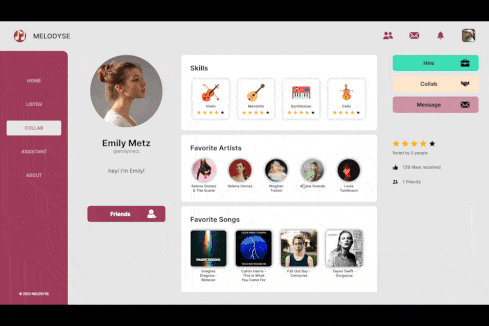 MELODYSE
HOME
LISTEN
COLLAB
ASSISTANT
ABOUT
© 2023 MELODYSE
Emily Metz
@emilymetz
hey! I'm Emily!
Friends
Skills
Violin
Mandolin
Synthesizer
Cello
Favorite Artists
Selena Gomez
& The Scene
Selena Gomez
Meghan
Trainor
Ariana Grande
Louis
Tomlinson
Favorite Songs
Imagine
Dragons -
Believer
Calvin Harris
- This is What
You Came For
Fall Out Boy -
Centuries
Taylor Swift -
Gorgeous
Hire
Collab
Message
Rated by 5 people
139 likes received
1 friends